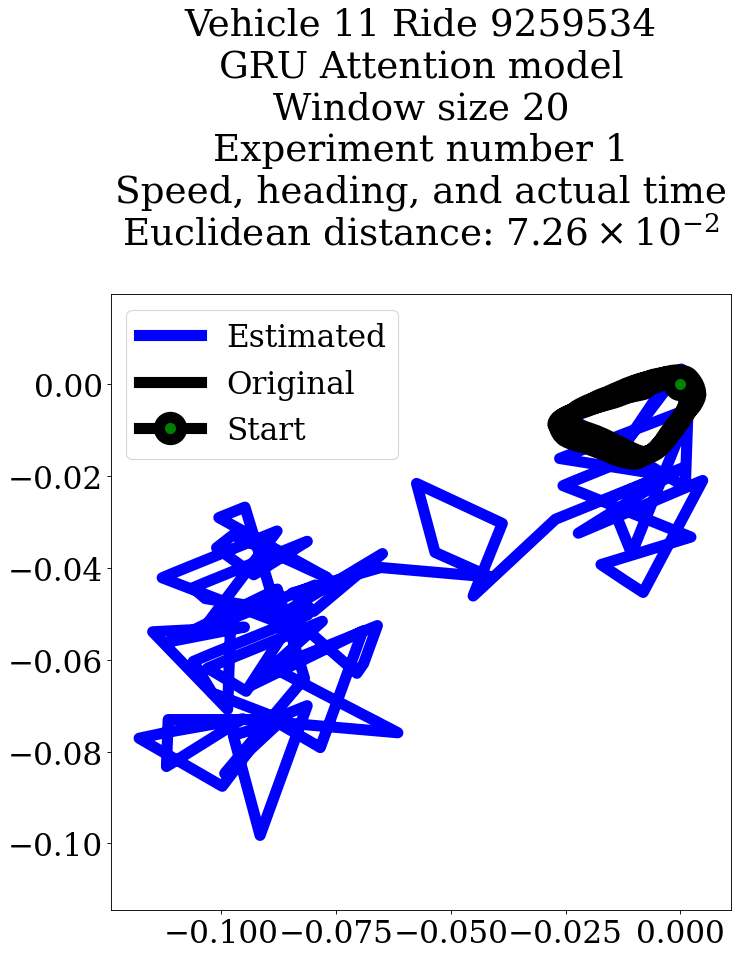 Vehicle 11 Ride 9259534
GRU Attention model
Window size 20
Experiment number 1
Speed, heading, and actual time
Euclidean distance: 7.26 × 10⁻²
Estimated
Original
Start
0.00
−0.02
−0.04
−0.06
−0.08
−0.10
−0.100 −0.075 −0.050 −0.025 0.000